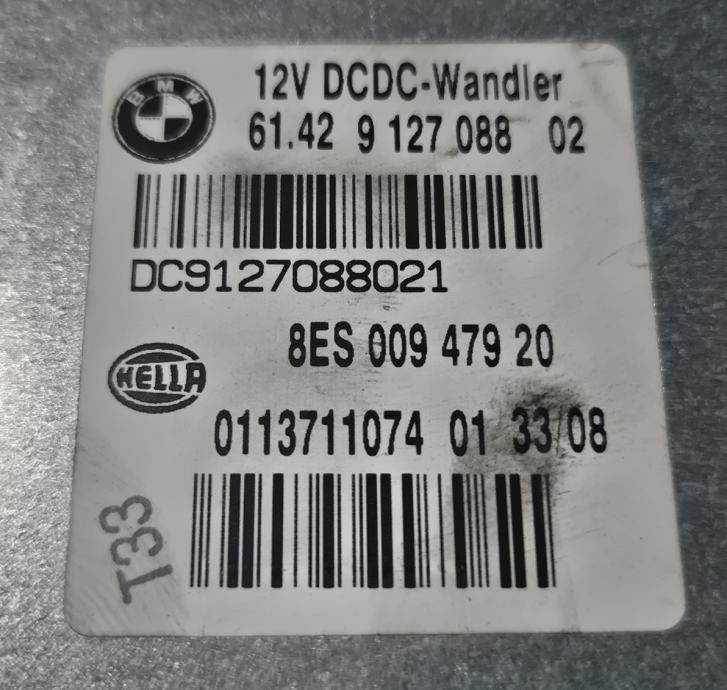 BMW
12V DCDC-Wandler
61.42 9 127 088 02
DC9127088021
8ES 009 479 20
HELLA
0113711074 01 33/08
T33